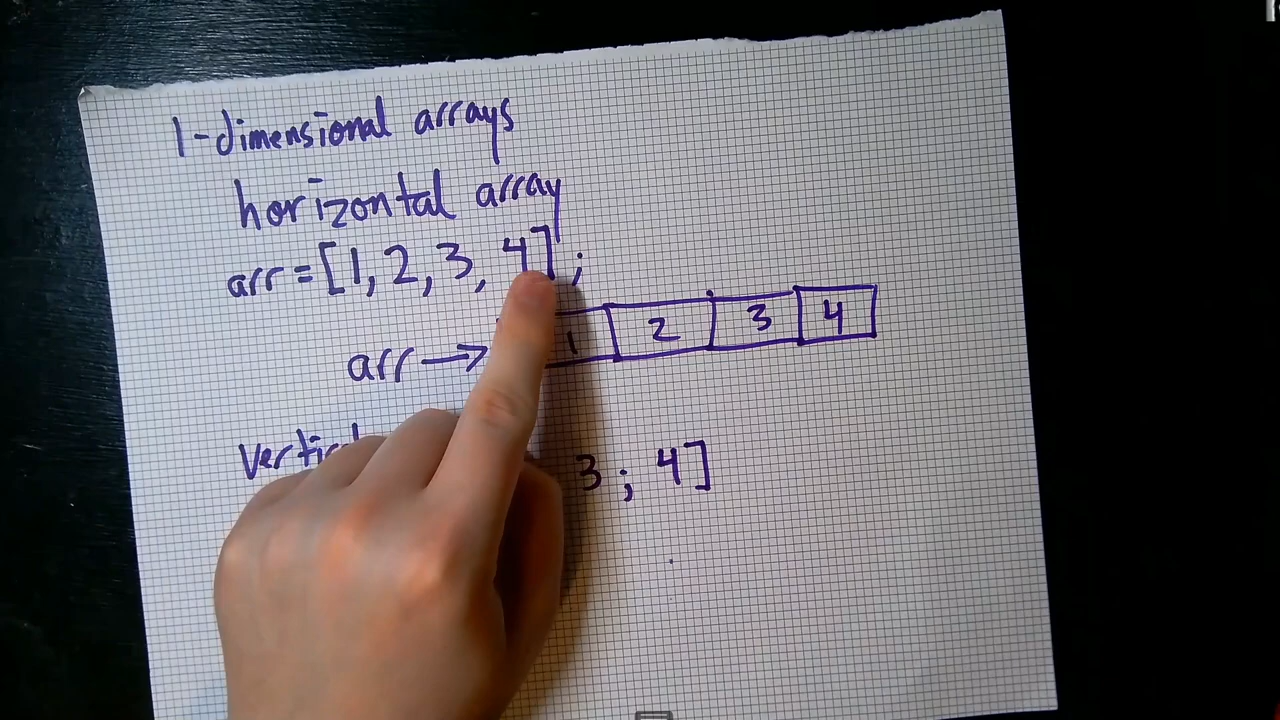 1-dimensional arrays
horizontal array
arr=[1, 2, 3, 4];
arr→ 1 2 3 4
3; 4]